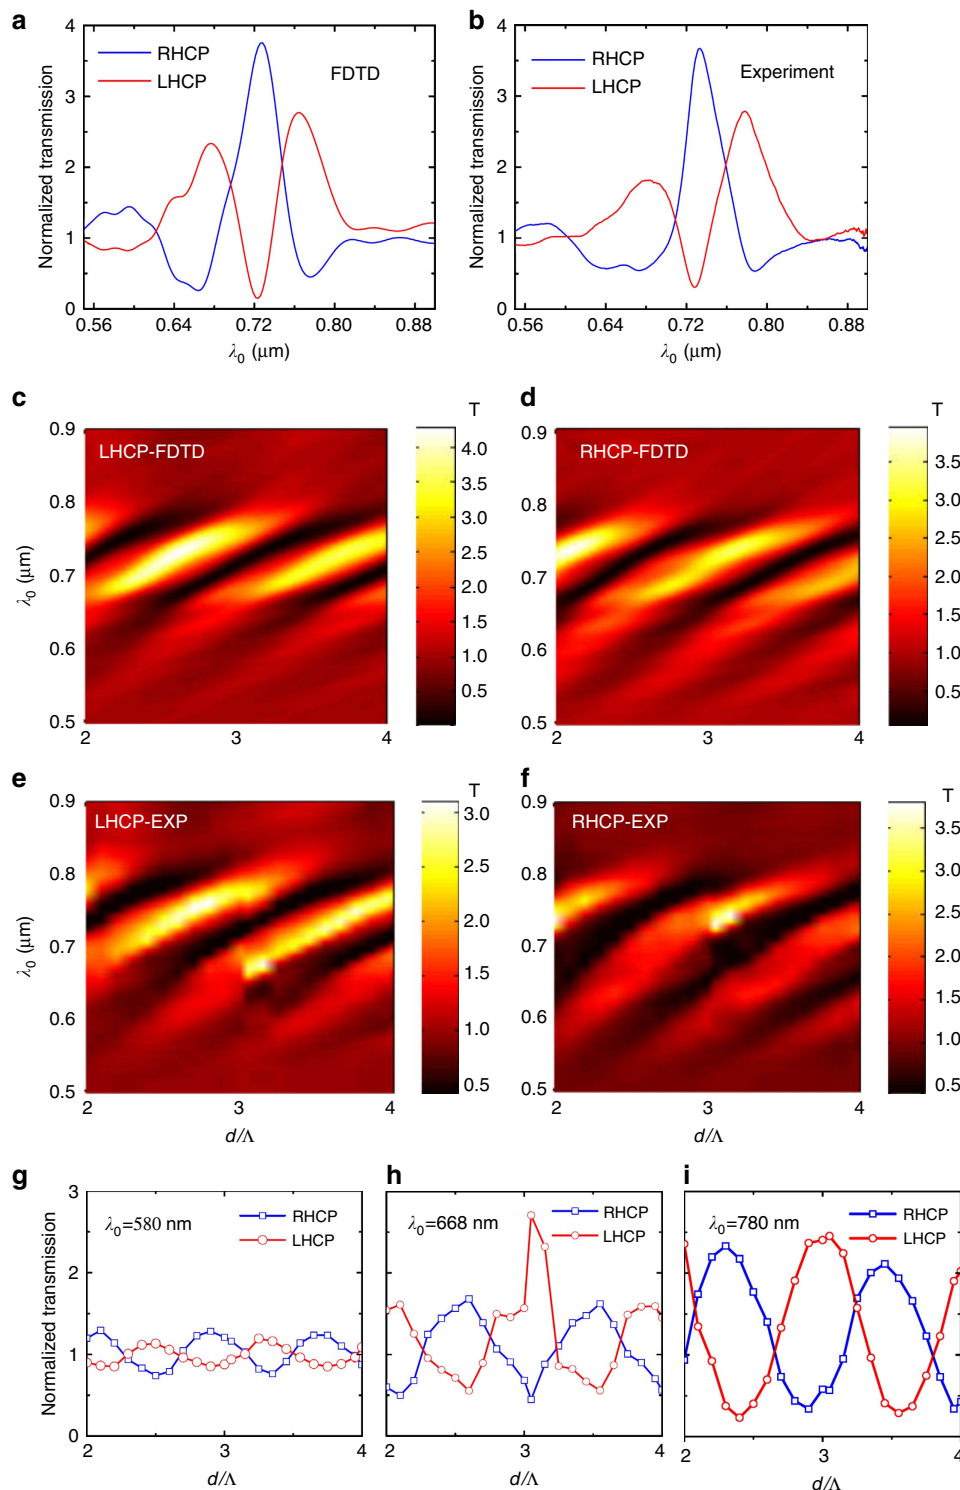 a
4
3
2
1
0
Normalized transmission
RHCP
LHCP
FDTD
0.56 0.64 0.72 0.80 0.88
λ0 (μm)
b
4
3
2
1
0
Normalized transmission
RHCP
LHCP
Experiment
0.56 0.64 0.72 0.80 0.88
λ0 (μm)
c
LHCP-FDTD
0.9
0.8
0.7
0.6
0.5
λ0 (μm)
2 3 4
T
4.0
3.5
3.0
2.5
2.0
1.5
1.0
0.5
d
RHCP-FDTD
0.9
0.8
0.7
0.6
0.5
2 3 4
T
3.5
3.0
2.5
2.0
1.5
1.0
0.5
e
LHCP-EXP
0.9
0.8
0.7
0.6
0.5
λ0 (μm)
2 3 4
d/Λ
T
3.0
2.5
2.0
1.5
1.0
0.5
f
RHCP-EXP
0.9
0.8
0.7
0.6
0.5
2 3 4
d/Λ
T
3.5
3.0
2.5
2.0
1.5
1.0
0.5
g
3
2
1
0
Normalized transmission
λ0=580 nm
RHCP
LHCP
2 3 4
d/Λ
h
λ0=668 nm
RHCP
LHCP
2 3 4
d/Λ
i
λ0=780 nm
RHCP
LHCP
2 3 4
d/Λ